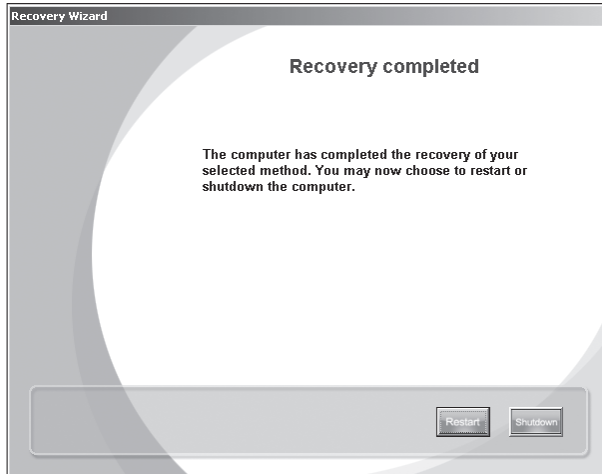 Recovery Wizard
Recovery completed
The computer has completed the recovery of your
selected method. You may now choose to restart or
shutdown the computer.
Restart Shutdown